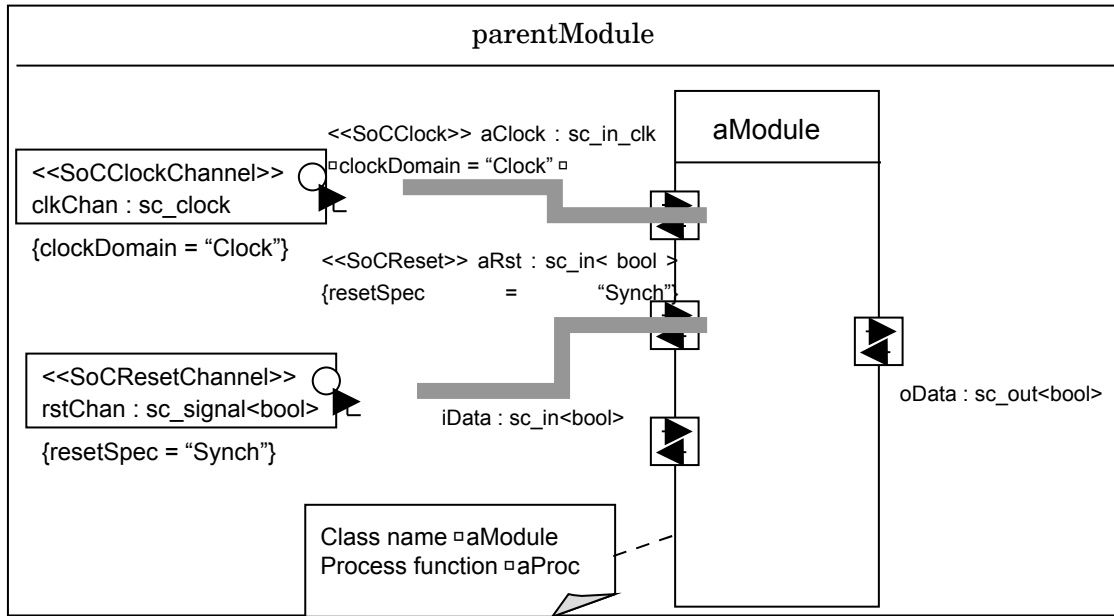 parentModule
<<SoCClock>> aClock : sc_in_clk
▯clockDomain = “Clock” ▯
aModule
<<SoCClockChannel>>
clkChan : sc_clock
{clockDomain = “Clock”}
<<SoCReset>> aRst : sc_in< bool >
{resetSpec = “Synch”}
<<SoCResetChannel>>
rstChan : sc_signal<bool>
{resetSpec = “Synch”}
iData : sc_in<bool>
oData : sc_out<bool>
Class name ▯aModule
Process function ▯aProc